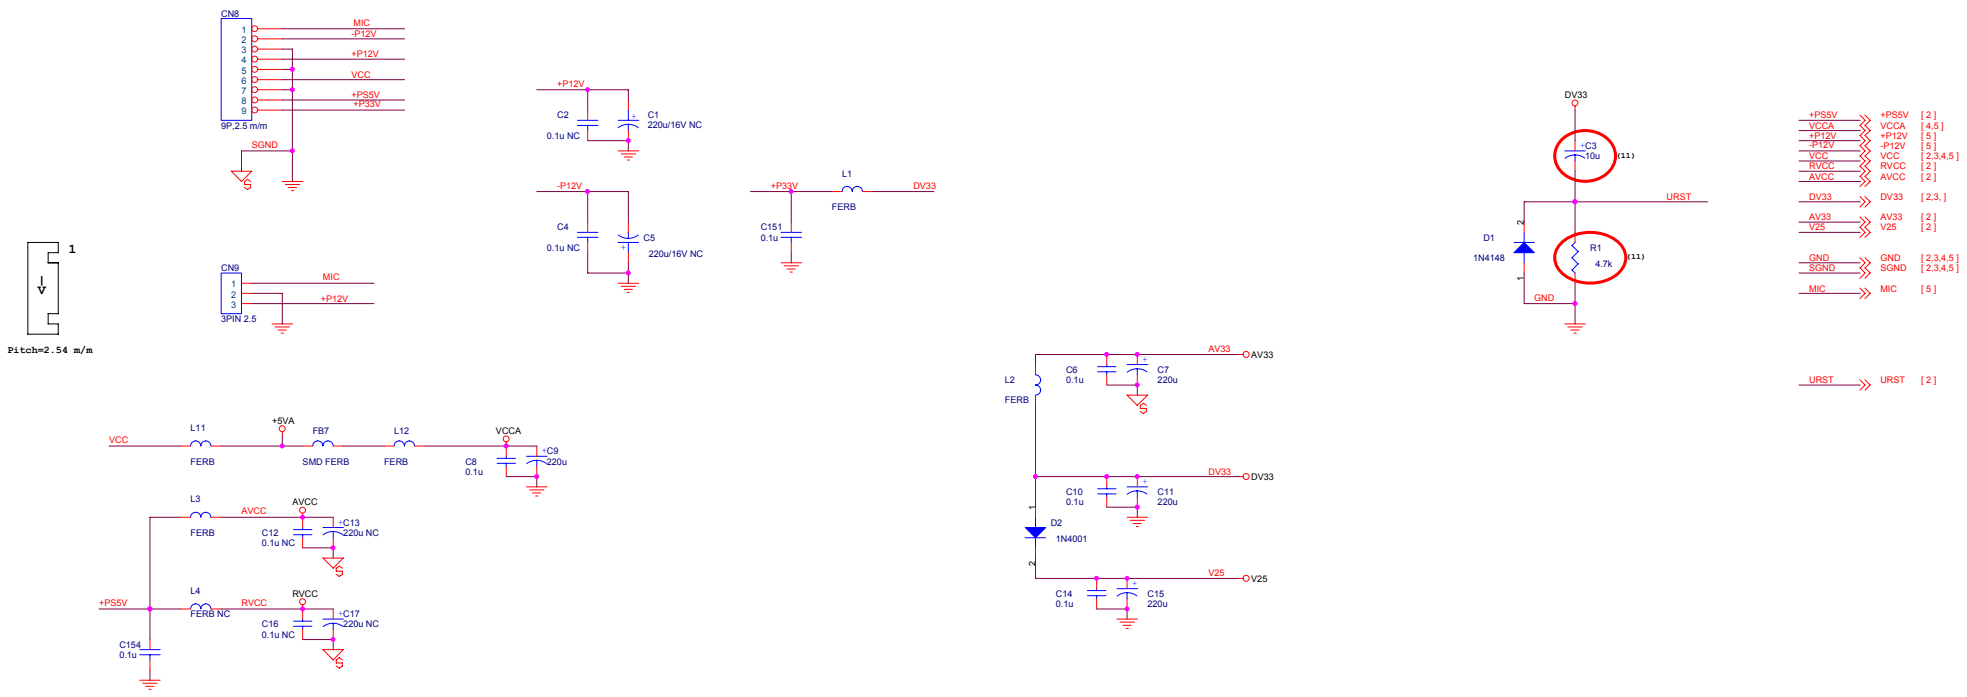 CN8
1
2
3
4
5
6
7
8
9
MIC
-P12V
+P12V
VCC
+PS5V
+P33V
9P,2.5 m/m
SGND
S
1
Pitch=2.54 m/m
CN9
1
2
3
MIC
+P12V
3PIN 2.5
+P12V
C2
0.1u NC
+
C1
220u/16V NC
-P12V
C4
0.1u NC
+
C5
220u/16V NC
+P33V
L1
FERB
DV33
C151
0.1u
DV33
+C3
10u
(11)
URST
2
D1
1N4148
1
R1
4.7k
(11)
GND
+PS5V +PS5V [ 2 ]
VCCA VCCA [ 4,5 ]
+P12V +P12V [ 5 ]
-P12V -P12V [ 5 ]
VCC VCC [ 2,3,4,5 ]
RVCC RVCC [ 2 ]
AVCC AVCC [ 2 ]
DV33 DV33 [ 2,3, ]
AV33 AV33 [ 2 ]
V25 V25 [ 2 ]
GND GND [ 2,3,4,5 ]
SGND SGND [ 2,3,4,5 ]
MIC MIC [ 5 ]
URST URST [ 2 ]
AV33
AV33
L2
FERB
C6
0.1u
+
C7
220u
S
DV33
DV33
C10
0.1u
+
C11
220u
1
D2
1N4001
2
V25
V25
C14
0.1u
+
C15
220u
VCC
L11
FERB
+5VA
FB7
SMD FERB
L12
FERB
VCCA
C8
0.1u
+C9
220u
L3
FERB
AVCC
AVCC
C12
0.1u NC
+C13
220u NC
S
+PS5V
L4
FERB NC
RVCC
RVCC
C16
0.1u NC
+C17
220u NC
S
C154
0.1u